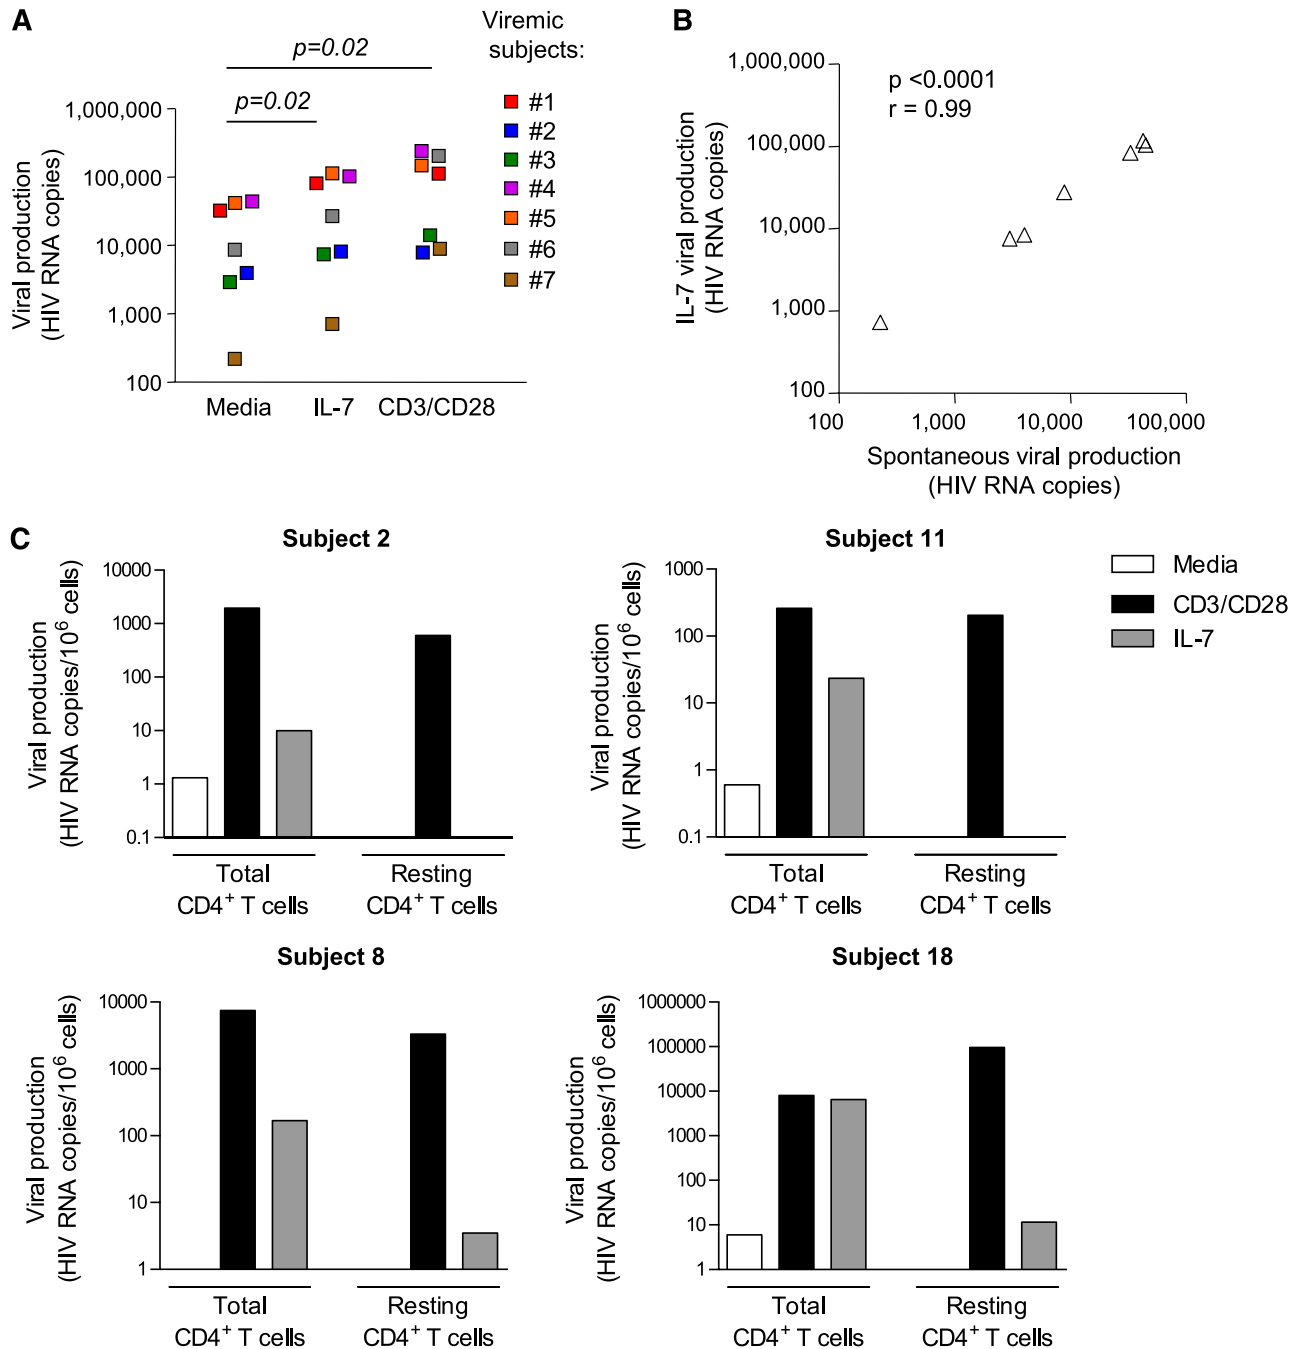 A
Viremic
subjects:
p=0.02
p=0.02
Viral production
(HIV RNA copies)
1,000,000
100,000
10,000
1,000
100
Media
IL-7
CD3/CD28
#1
#2
#3
#4
#5
#6
#7
B
p <0.0001
r = 0.99
IL-7 viral production
(HIV RNA copies)
1,000,000
100,000
10,000
1,000
100
100
1,000
10,000
100,000
Spontaneous viral production
(HIV RNA copies)
C
Subject 2
Viral production
(HIV RNA copies/10⁶ cells)
10000
1000
100
10
1
0.1
Total
CD4⁺ T cells
Resting
CD4⁺ T cells
Subject 11
Viral production
(HIV RNA copies/10⁶ cells)
1000
100
10
1
0.1
Total
CD4⁺ T cells
Resting
CD4⁺ T cells
Media
CD3/CD28
IL-7
Subject 8
Viral production
(HIV RNA copies/10⁶ cells)
10000
1000
100
10
1
Total
CD4⁺ T cells
Resting
CD4⁺ T cells
Subject 18
Viral production
(HIV RNA copies/10⁶ cells)
1000000
100000
10000
1000
100
10
1
Total
CD4⁺ T cells
Resting
CD4⁺ T cells